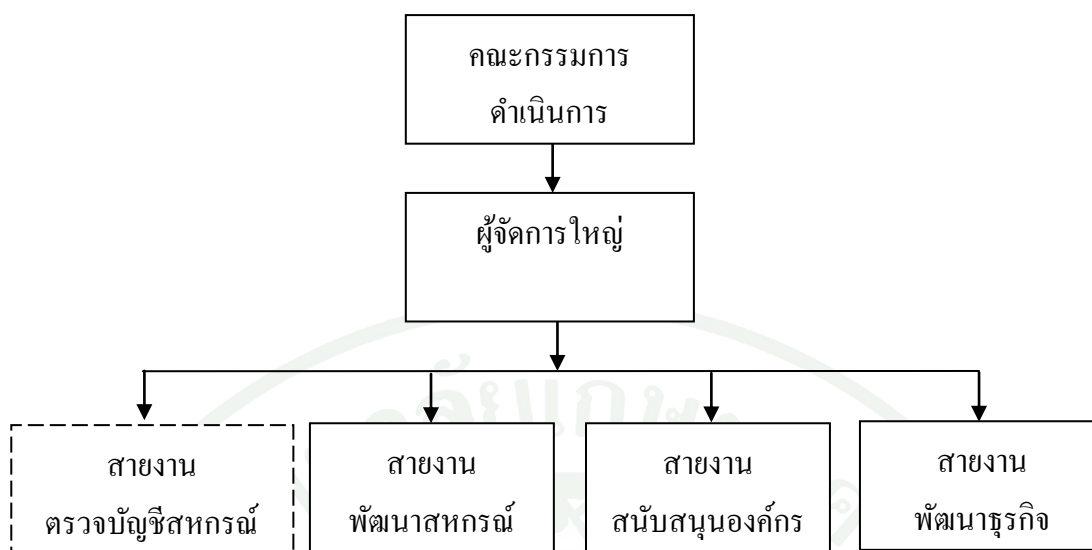 คณะกรรมการ
ดำเนินการ
ผู้จัดการใหญ่
สายงาน
ตรวจบัญชีสหกรณ์
สายงาน
พัฒนาสหกรณ์
สายงาน
สนับสนุนองค์กร
สายงาน
พัฒนาธุรกิจ